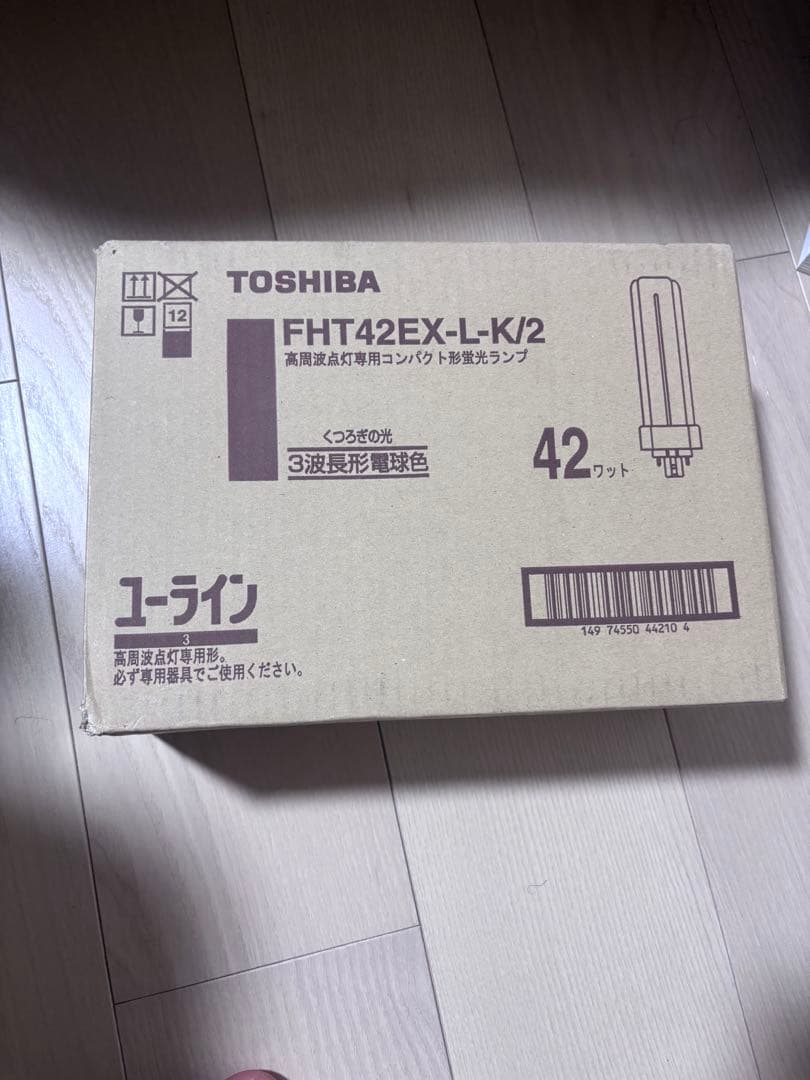 TOSHIBA
12
FHT42EX-L-K/2
高周波点灯専用コンパクト形蛍光ランプ
くつろぎの光
3波長形電球色
42ワット
ユーライン
3
高周波点灯専用形。
必ず専用器具でご使用ください。
149 74550 44210 4